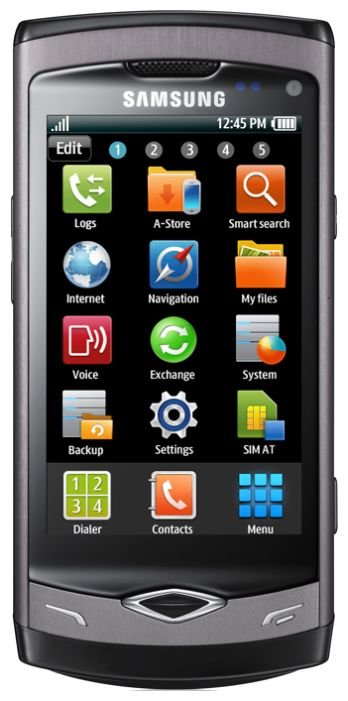 SAMSUNG
12:45 PM
Edit 1 2 3 4 5
Logs A-Store Smart search
Internet Navigation My files
Voice Exchange System
Backup Settings SIM AT
1 2
3 4
Dialer Contacts Menu